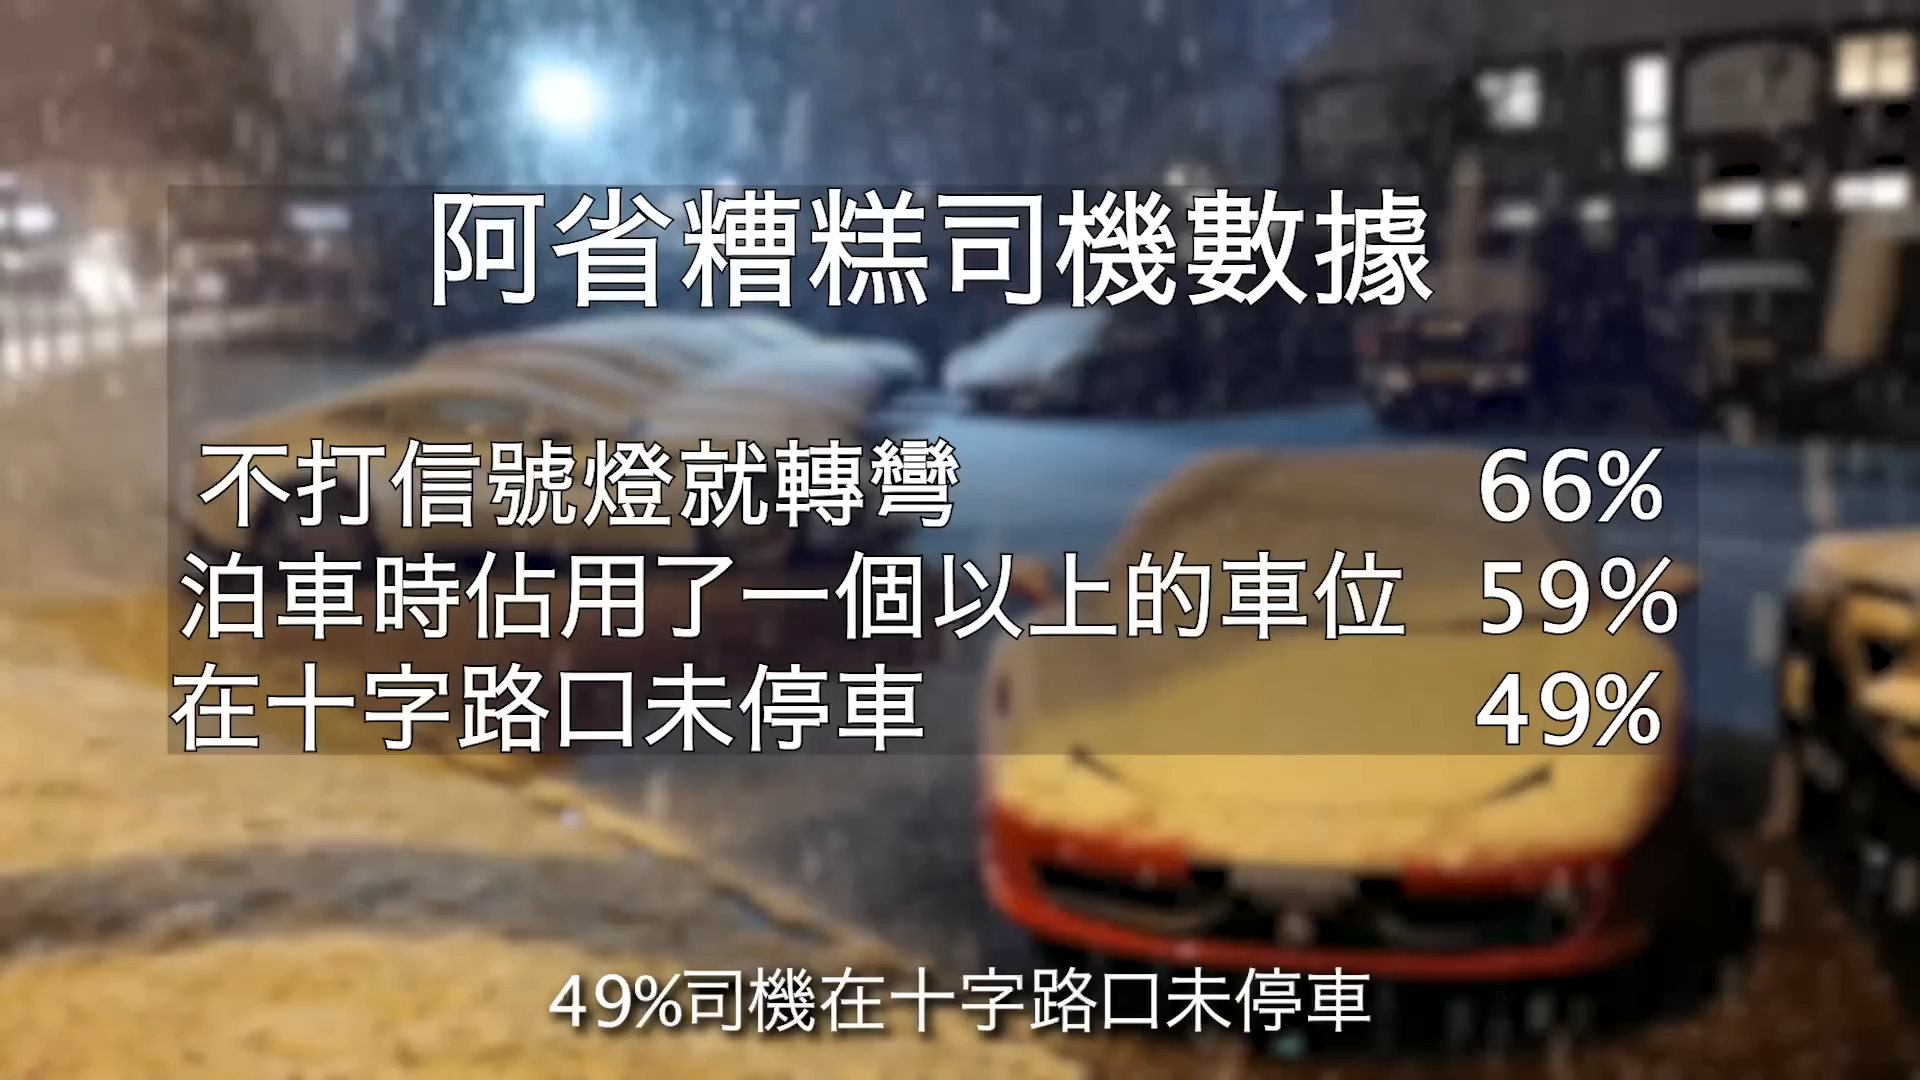 阿省糟糕司機數據
不打信號燈就轉彎 66%
泊車時佔用了一個以上的車位 59%
在十字路口未停車 49%
49%司機在十字路口未停車